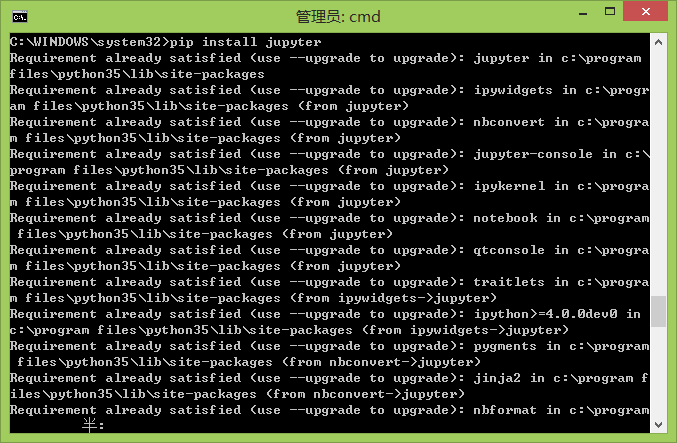 管理员: cmd
C:\WINDOWS\system32>pip install jupyter
Requirement already satisfied (use --upgrade to upgrade): jupyter in c:\program
files\python35\lib\site-packages
Requirement already satisfied (use --upgrade to upgrade): ipywidgets in c:\progr
am files\python35\lib\site-packages (from jupyter)
Requirement already satisfied (use --upgrade to upgrade): nbconvert in c:\progra
m files\python35\lib\site-packages (from jupyter)
Requirement already satisfied (use --upgrade to upgrade): jupyter-console in c:\
program files\python35\lib\site-packages (from jupyter)
Requirement already satisfied (use --upgrade to upgrade): ipykernel in c:\progra
m files\python35\lib\site-packages (from jupyter)
Requirement already satisfied (use --upgrade to upgrade): notebook in c:\program
 files\python35\lib\site-packages (from jupyter)
Requirement already satisfied (use --upgrade to upgrade): qtconsole in c:\progra
m files\python35\lib\site-packages (from jupyter)
Requirement already satisfied (use --upgrade to upgrade): traitlets in c:\progra
m files\python35\lib\site-packages (from ipywidgets->jupyter)
Requirement already satisfied (use --upgrade to upgrade): ipython>=4.0.0dev0 in
c:\program files\python35\lib\site-packages (from ipywidgets->jupyter)
Requirement already satisfied (use --upgrade to upgrade): pygments in c:\program
 files\python35\lib\site-packages (from nbconvert->jupyter)
Requirement already satisfied (use --upgrade to upgrade): jinja2 in c:\program f
iles\python35\lib\site-packages (from nbconvert->jupyter)
Requirement already satisfied (use --upgrade to upgrade): nbformat in c:\program
半: